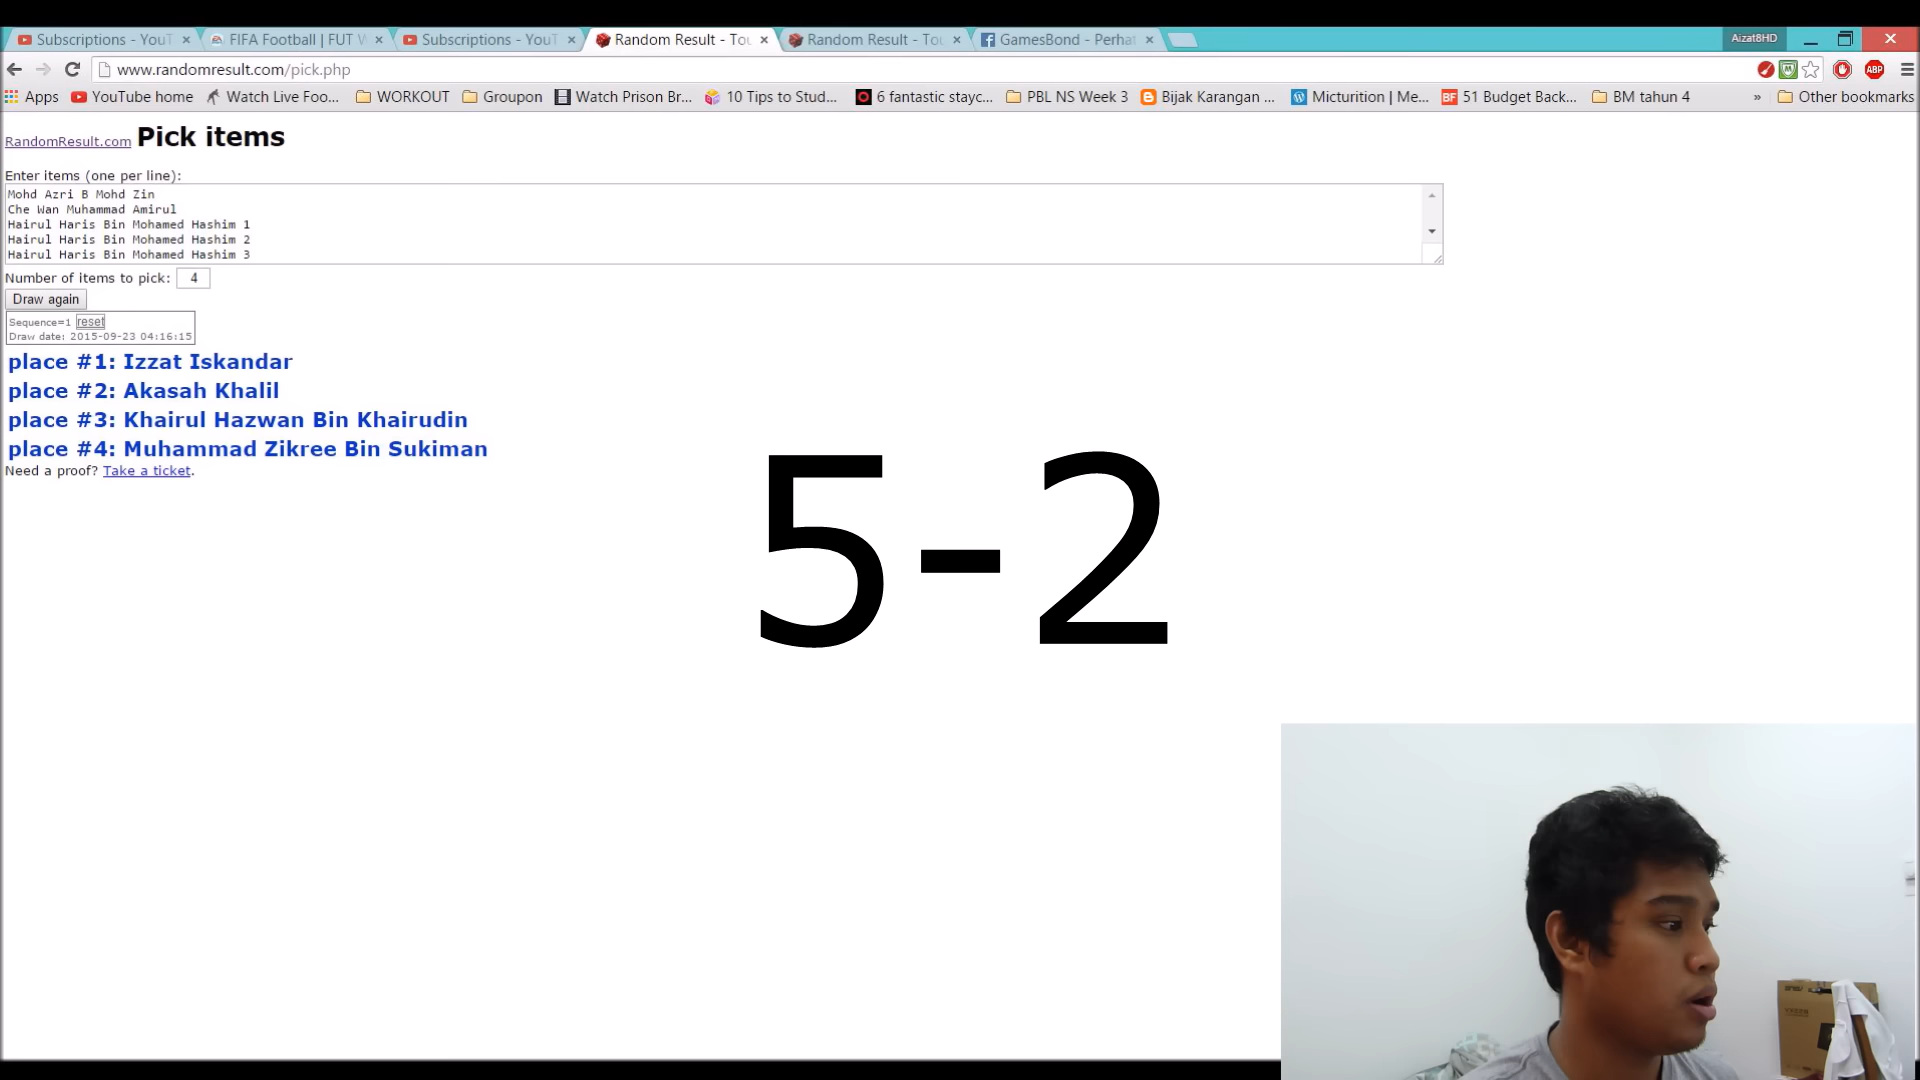 Subscriptions - YouT
FIFA Football | FUT W
Subscriptions - YouT
Random Result - Tou
Random Result - Tou
GamesBond - Perhat
Aizat8HD
www.randomresult.com/pick.php
ABP
Apps
YouTube home
Watch Live Foo...
WORKOUT
Groupon
Watch Prison Br...
10 Tips to Stud...
PBL NS Week 3
6 fantastic stayc...
Bijak Karangan ...
Micturition | Me...
BF 51 Budget Back...
BM tahun 4
»
Other bookmarks
RandomResult.com Pick items
Enter items (one per line):
Mohd Azri B Mohd Zin
Che Wan Muhammad Amirul
Hairul Haris Bin Mohamed Hashim 1
Hairul Haris Bin Mohamed Hashim 2
Hairul Haris Bin Mohamed Hashim 3
Number of items to pick: 4
Draw again
Sequence=1 reset
Draw date: 2015-09-23 04:16:15
place #1: Izzat Iskandar
place #2: Akasah Khalil
place #3: Khairul Hazwan Bin Khairudin
place #4: Muhammad Zikree Bin Sukiman
Need a proof? Take a ticket.
5-2